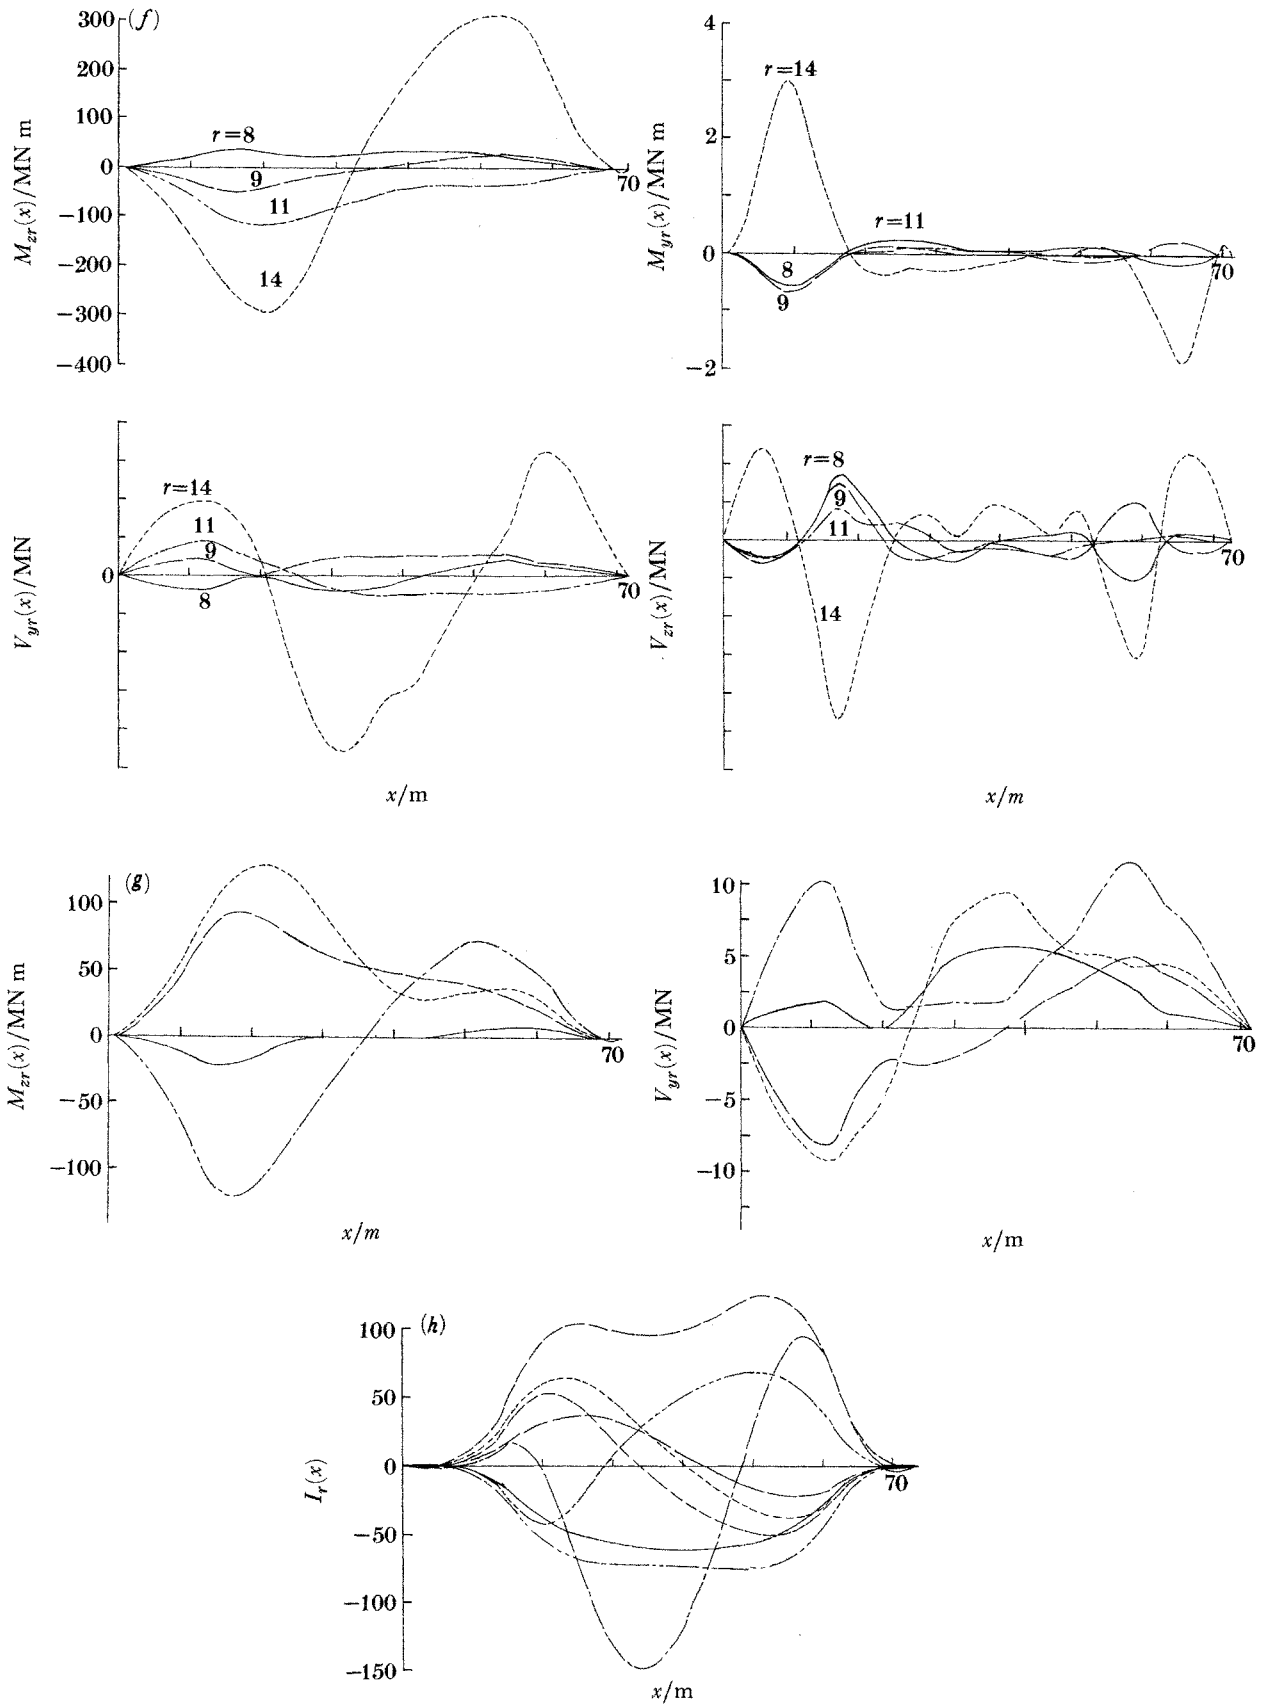 (f)
300
200
100
0
−100
−200
−300
−400
M_zr(x)/MN m
r=8
9
11
14
70
4
2
0
−2
M_yr(x)/MN m
r=14
r=11
8
9
70
V_yr(x)/MN
0
r=14
11
9
8
70
x/m
V_zr(x)/MN
r=8
9
11
14
70
x/m
(g)
100
50
0
−50
−100
M_zr(x)/MN m
70
x/m
10
5
0
−5
−10
V_yr(x)/MN
70
x/m
(h)
100
50
0
−50
−100
−150
I_r(x)
70
x/m